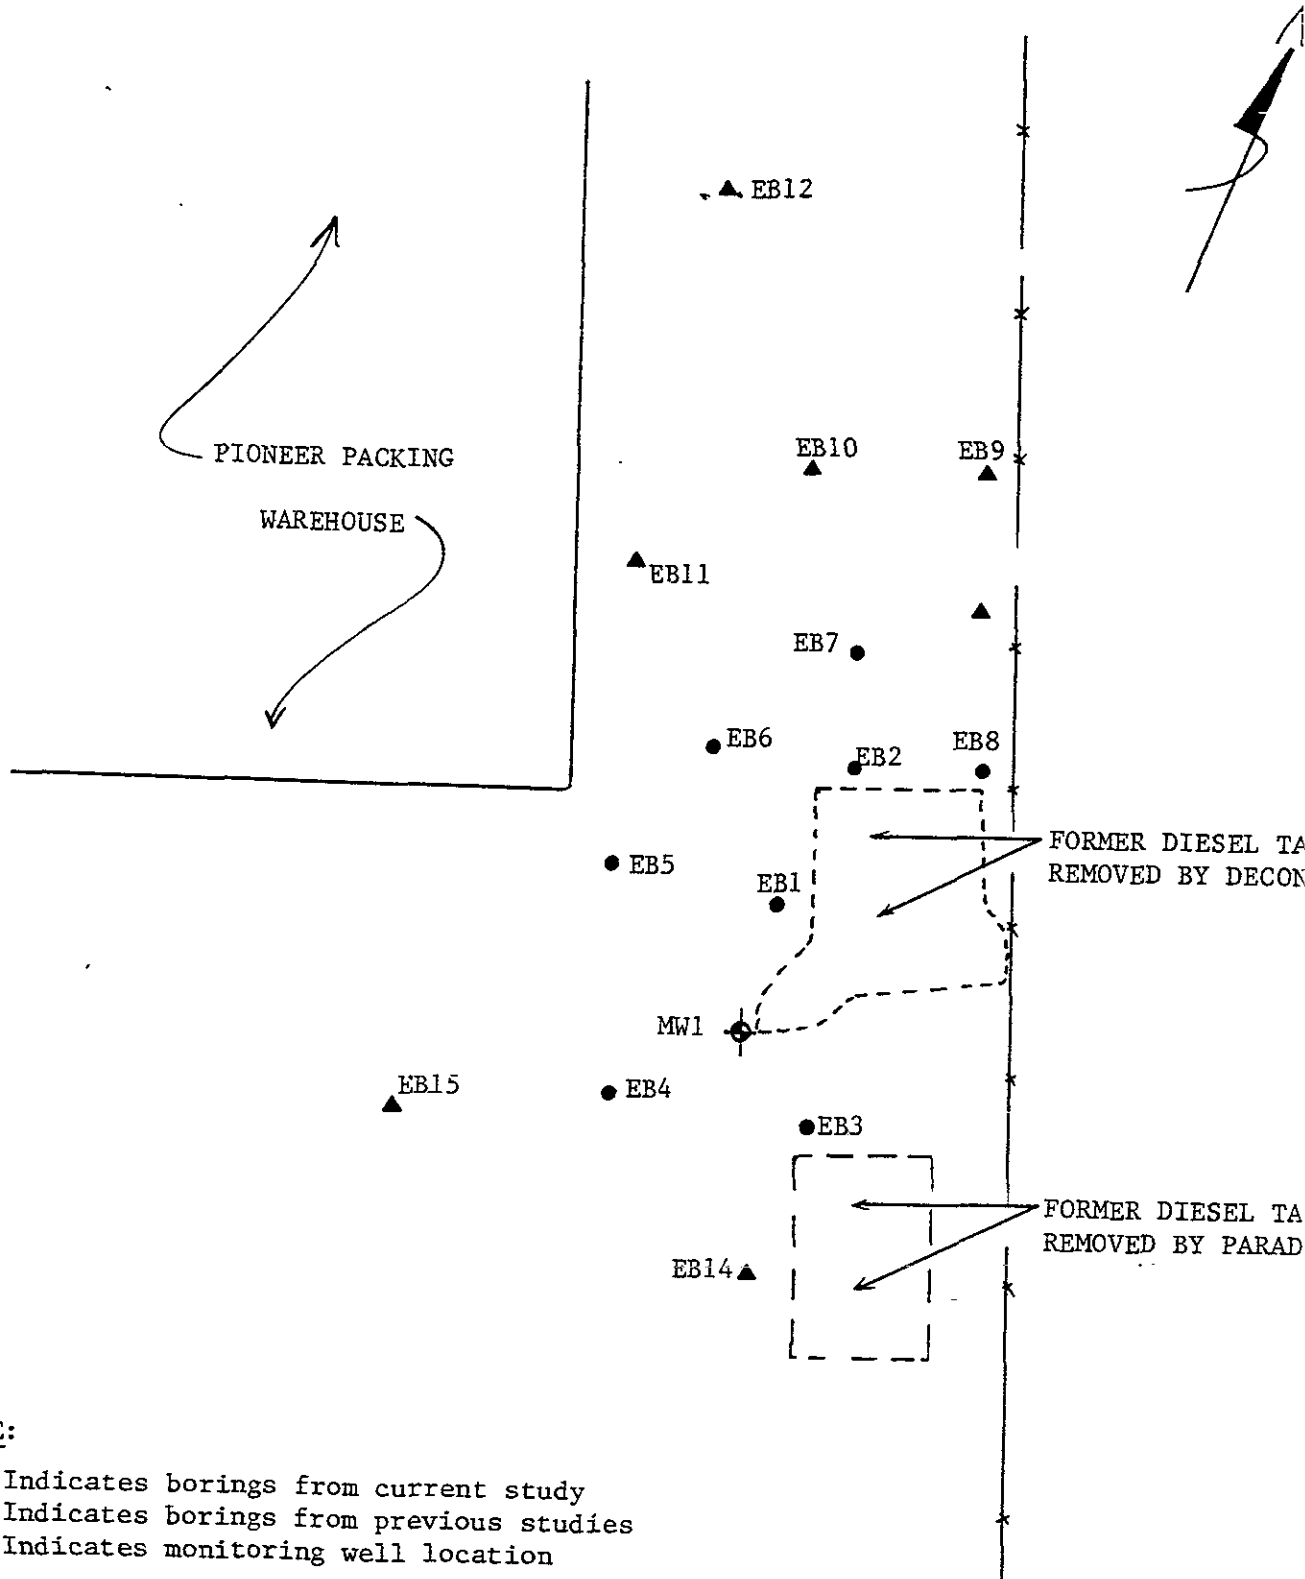 EB12
PIONEER PACKING
WAREHOUSE
EB10
EB9
EB11
EB7
EB6
EB2
EB8
FORMER DIESEL TA
REMOVED BY DECON
EB5
EB1
MW1
EB15
EB4
EB3
FORMER DIESEL TA
REMOVED BY PARAD
EB14
E:
Indicates borings from current study
Indicates borings from previous studies
Indicates monitoring well location